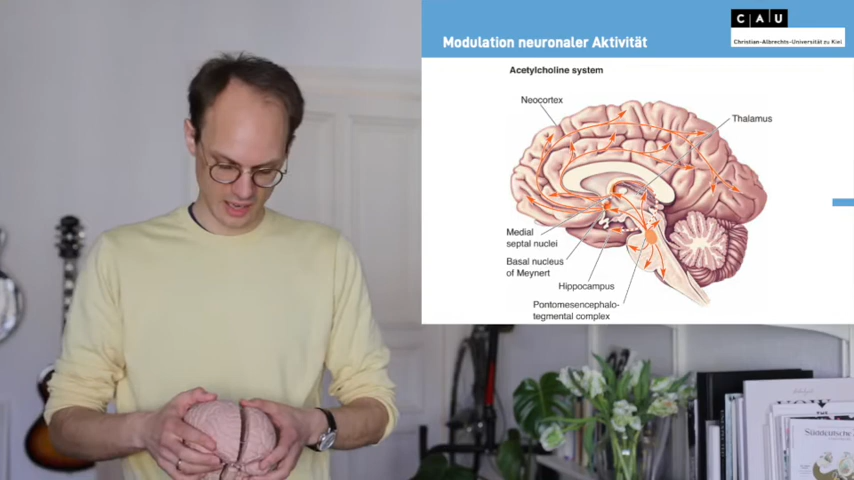 Modulation neuronaler Aktivität
CAU
Christian-Albrechts-Universität zu Kiel
Acetylcholine system
Neocortex
Thalamus
Medial
septal nuclei
Basal nucleus
of Meynert
Hippocampus
Pontomesencephalo-
tegmental complex
Süddeutsche